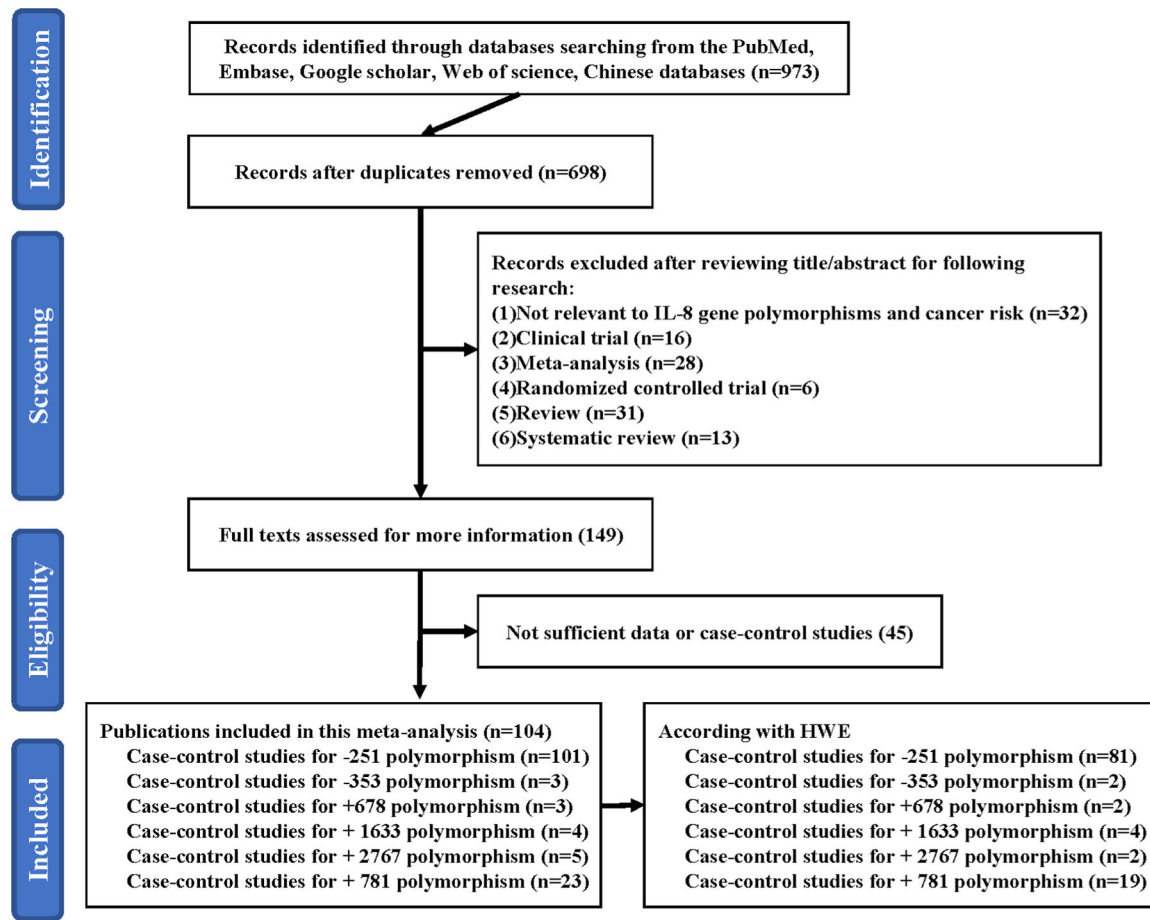 Identification
Records identified through databases searching from the PubMed,
Embase, Google scholar, Web of science, Chinese databases (n=973)
Records after duplicates removed (n=698)
Screening
Records excluded after reviewing title/abstract for following
research:
(1)Not relevant to IL-8 gene polymorphisms and cancer risk (n=32)
(2)Clinical trial (n=16)
(3)Meta-analysis (n=28)
(4)Randomized controlled trial (n=6)
(5)Review (n=31)
(6)Systematic review (n=13)
Eligibility
Full texts assessed for more information (149)
Not sufficient data or case-control studies (45)
Included
Publications included in this meta-analysis (n=104)
Case-control studies for -251 polymorphism (n=101)
Case-control studies for -353 polymorphism (n=3)
Case-control studies for +678 polymorphism (n=3)
Case-control studies for + 1633 polymorphism (n=4)
Case-control studies for + 2767 polymorphism (n=5)
Case-control studies for + 781 polymorphism (n=23)
According with HWE
Case-control studies for -251 polymorphism (n=81)
Case-control studies for -353 polymorphism (n=2)
Case-control studies for +678 polymorphism (n=2)
Case-control studies for + 1633 polymorphism (n=4)
Case-control studies for + 2767 polymorphism (n=2)
Case-control studies for + 781 polymorphism (n=19)